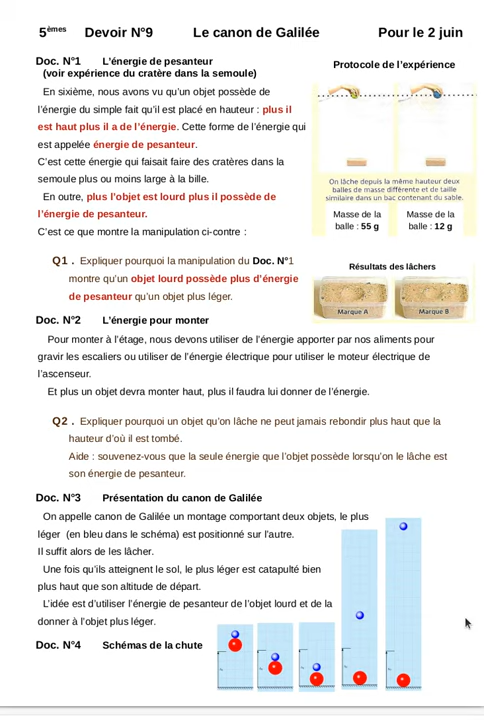 5èmes Devoir N°9 Le canon de Galilée Pour le 2 juin
Doc. N°1 L'énergie de pesanteur
(voir expérience du cratère dans la semoule)
En sixième, nous avons vu qu'un objet possède de
l'énergie du simple fait qu'il est placé en hauteur : plus il
est haut plus il a de l'énergie. Cette forme de l'énergie qui
est appelée énergie de pesanteur.
C'est cette énergie qui faisait faire des cratères dans la
semoule plus ou moins large à la bille.
En outre, plus l'objet est lourd plus il possède de
l'énergie de pesanteur.
C'est ce que montre la manipulation ci-contre :
Protocole de l'expérience
On lâche depuis la même hauteur deux
balles de masse différente et de taille
similaire dans un bac contenant du sable.
Masse de la
balle : 55 g
Masse de la
balle : 12 g
Q1 . Expliquer pourquoi la manipulation du Doc. N°1
montre qu'un objet lourd possède plus d'énergie
de pesanteur qu'un objet plus léger.
Résultats des lâchers
Marque A
Marque B
Doc. N°2 L'énergie pour monter
Pour monter à l'étage, nous devons utiliser de l'énergie apporter par nos aliments pour
gravir les escaliers ou utiliser de l'énergie électrique pour utiliser le moteur électrique de
l'ascenseur.
Et plus un objet devra monter haut, plus il faudra lui donner de l'énergie.
Q2 . Expliquer pourquoi un objet qu'on lâche ne peut jamais rebondir plus haut que la
hauteur d'où il est tombé.
Aide : souvenez-vous que la seule énergie que l'objet possède lorsqu'on le lâche est
son énergie de pesanteur.
Doc. N°3 Présentation du canon de Galilée
On appelle canon de Galilée un montage comportant deux objets, le plus
léger (en bleu dans le schéma) est positionné sur l'autre.
Il suffit alors de les lâcher.
Une fois qu'ils atteignent le sol, le plus léger est catapulté bien
plus haut que son altitude de départ.
L'idée est d'utiliser l'énergie de pesanteur de l'objet lourd et de la
donner à l'objet plus léger.
Doc. N°4 Schémas de la chute